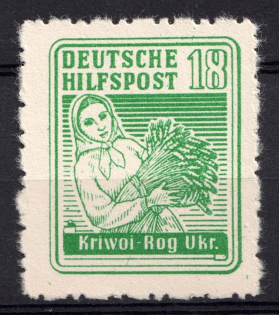 DEUTSCHE
HILFSPOST 18
Kriwoi-Rog Ukr.